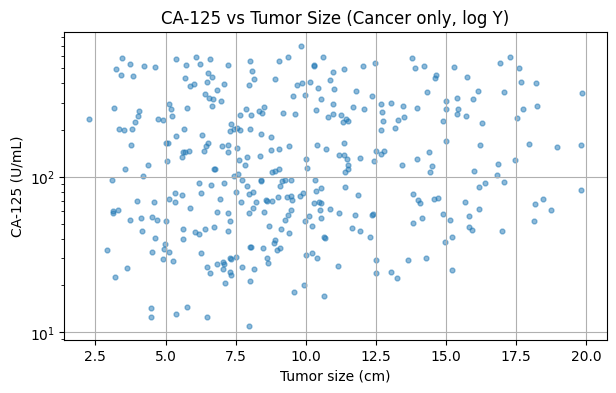 CA-125 vs Tumor Size (Cancer only, log Y)
CA-125 (U/mL)
10²
10¹
2.5 5.0 7.5 10.0 12.5 15.0 17.5 20.0
Tumor size (cm)